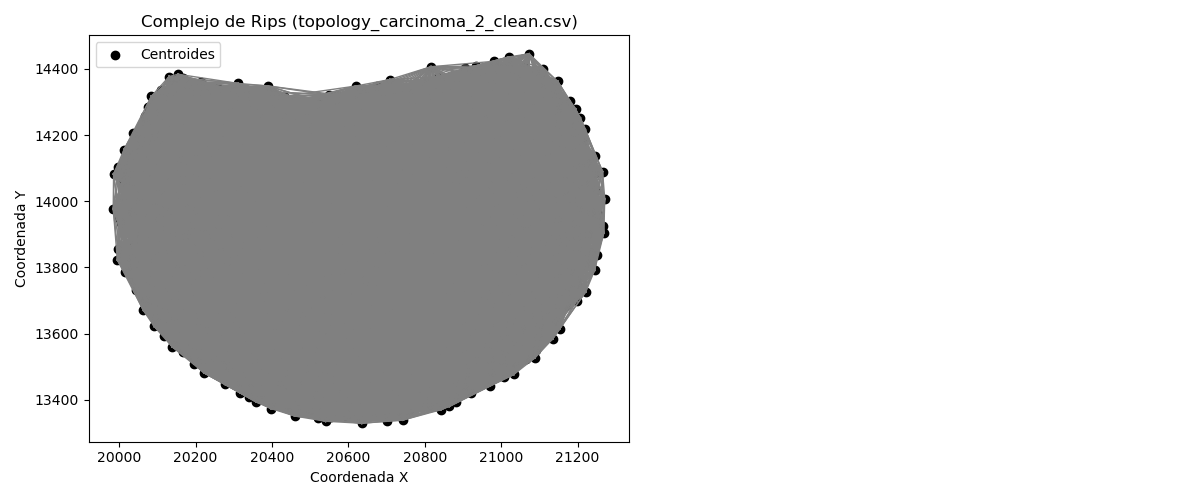 Complejo de Rips (topology_carcinoma_2_clean.csv)
Centroides
14400
14200
14000
13800
13600
13400
Coordenada Y
20000 20200 20400 20600 20800 21000 21200
Coordenada X